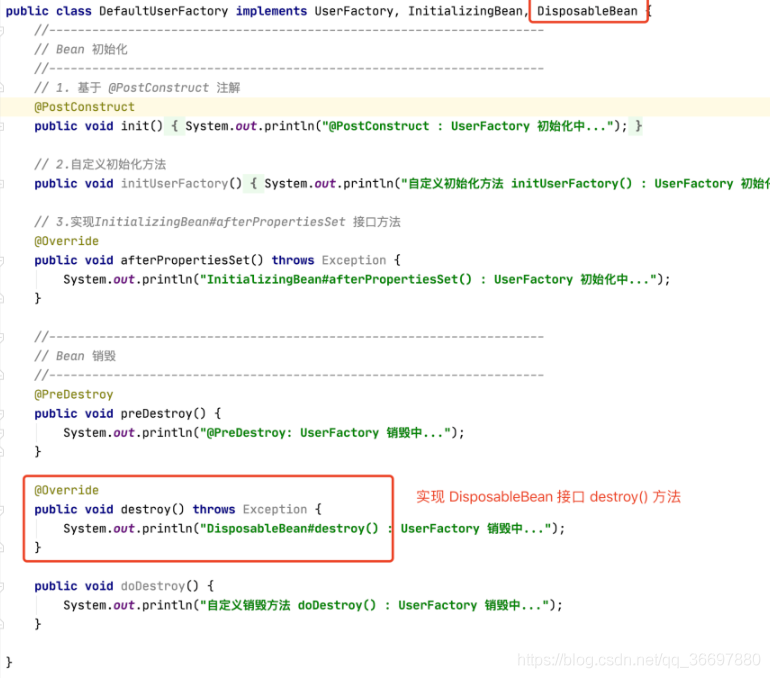 public class DefaultUserFactory implements UserFactory, InitializingBean, DisposableBean {
//---------------------------------------------------------------------
// Bean 初始化
//---------------------------------------------------------------------
// 1. 基于 @PostConstruct 注解
@PostConstruct
public void init() { System.out.println("@PostConstruct : UserFactory 初始化中..."); }
// 2.自定义初始化方法
public void initUserFactory() { System.out.println("自定义初始化方法 initUserFactory() : UserFactory 初始化
// 3.实现InitializingBean#afterPropertiesSet 接口方法
@Override
public void afterPropertiesSet() throws Exception {
System.out.println("InitializingBean#afterPropertiesSet() : UserFactory 初始化中...");
}
//---------------------------------------------------------------------
// Bean 销毁
//---------------------------------------------------------------------
@PreDestroy
public void preDestroy() {
System.out.println("@PreDestroy: UserFactory 销毁中...");
}
@Override
public void destroy() throws Exception {
实现 DisposableBean 接口 destroy() 方法
System.out.println("DisposableBean#destroy() : UserFactory 销毁中...");
}
public void doDestroy() {
System.out.println("自定义销毁方法 doDestroy() : UserFactory 销毁中...");
}
}
https://blog.csdn.net/qq_36697880